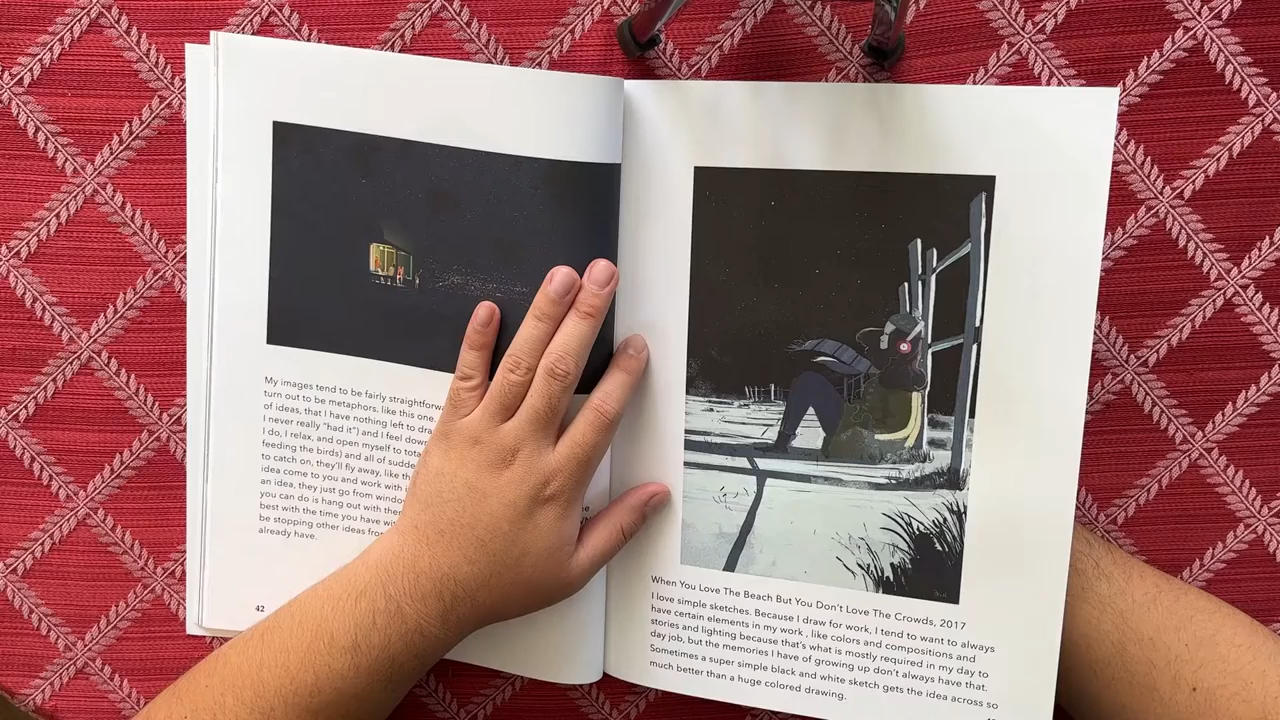 My images tend to be fairly straightforwa
turn out to be metaphors, like this one.
of ideas, that I have nothing left to dra
I never really "had it") and I feel down
I do, I relax, and open myself to tota
feeding the birds) and all of sudde
to catch on, they'll fly away, like th
idea come to you and work with i
an idea, they just go from window
you can do is hang out with them
best with the time you have wi
be stopping other ideas from
already have.
42
When You Love The Beach But You Don't Love The Crowds, 2017
I love simple sketches. Because I draw for work, I tend to want to always
have certain elements in my work , like colors and compositions and
stories and lighting because that's what is mostly required in my day to
day job, but the memories I have of growing up don't always have that.
Sometimes a super simple black and white sketch gets the idea across so
much better than a huge colored drawing.